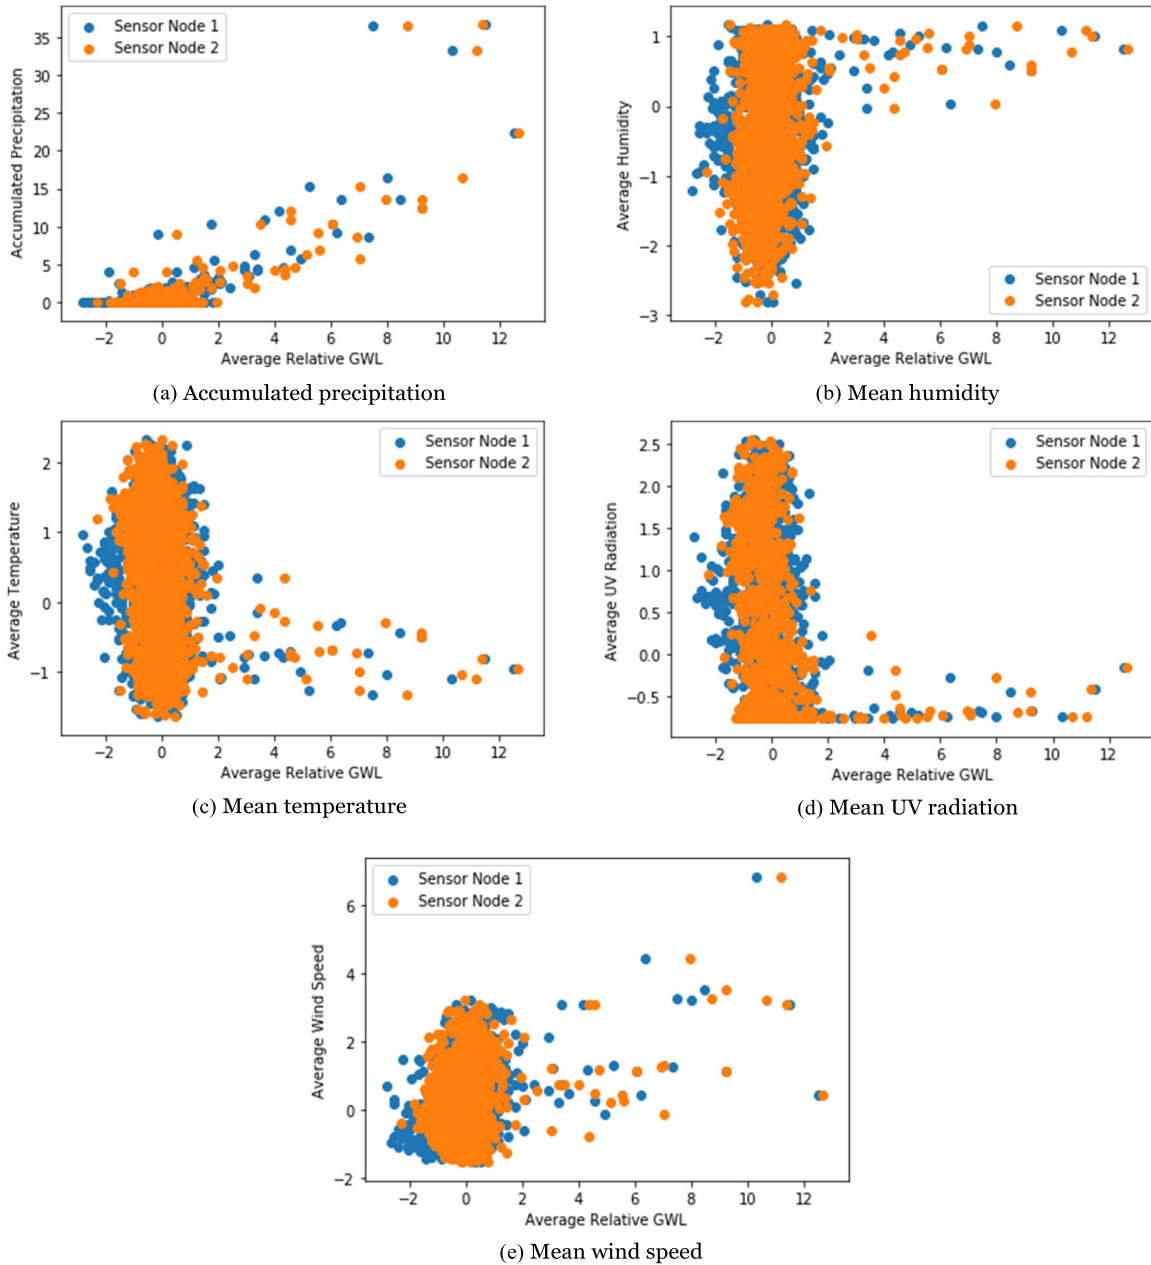 Sensor Node 1
Sensor Node 2
35
30
25
20
15
10
5
0
Accumulated Precipitation
−2 0 2 4 6 8 10 12
Average Relative GWL
(a) Accumulated precipitation
1
0
−1
−2
−3
Average Humidity
Sensor Node 1
Sensor Node 2
−2 0 2 4 6 8 10 12
Average Relative GWL
(b) Mean humidity
Sensor Node 1
Sensor Node 2
2
1
0
−1
Average Temperature
−2 0 2 4 6 8 10 12
Average Relative GWL
(c) Mean temperature
Sensor Node 1
Sensor Node 2
2.5
2.0
1.5
1.0
0.5
0.0
−0.5
Average UV Radiation
−2 0 2 4 6 8 10 12
Average Relative GWL
(d) Mean UV radiation
Sensor Node 1
Sensor Node 2
6
4
2
0
−2
Average Wind Speed
−2 0 2 4 6 8 10 12
Average Relative GWL
(e) Mean wind speed